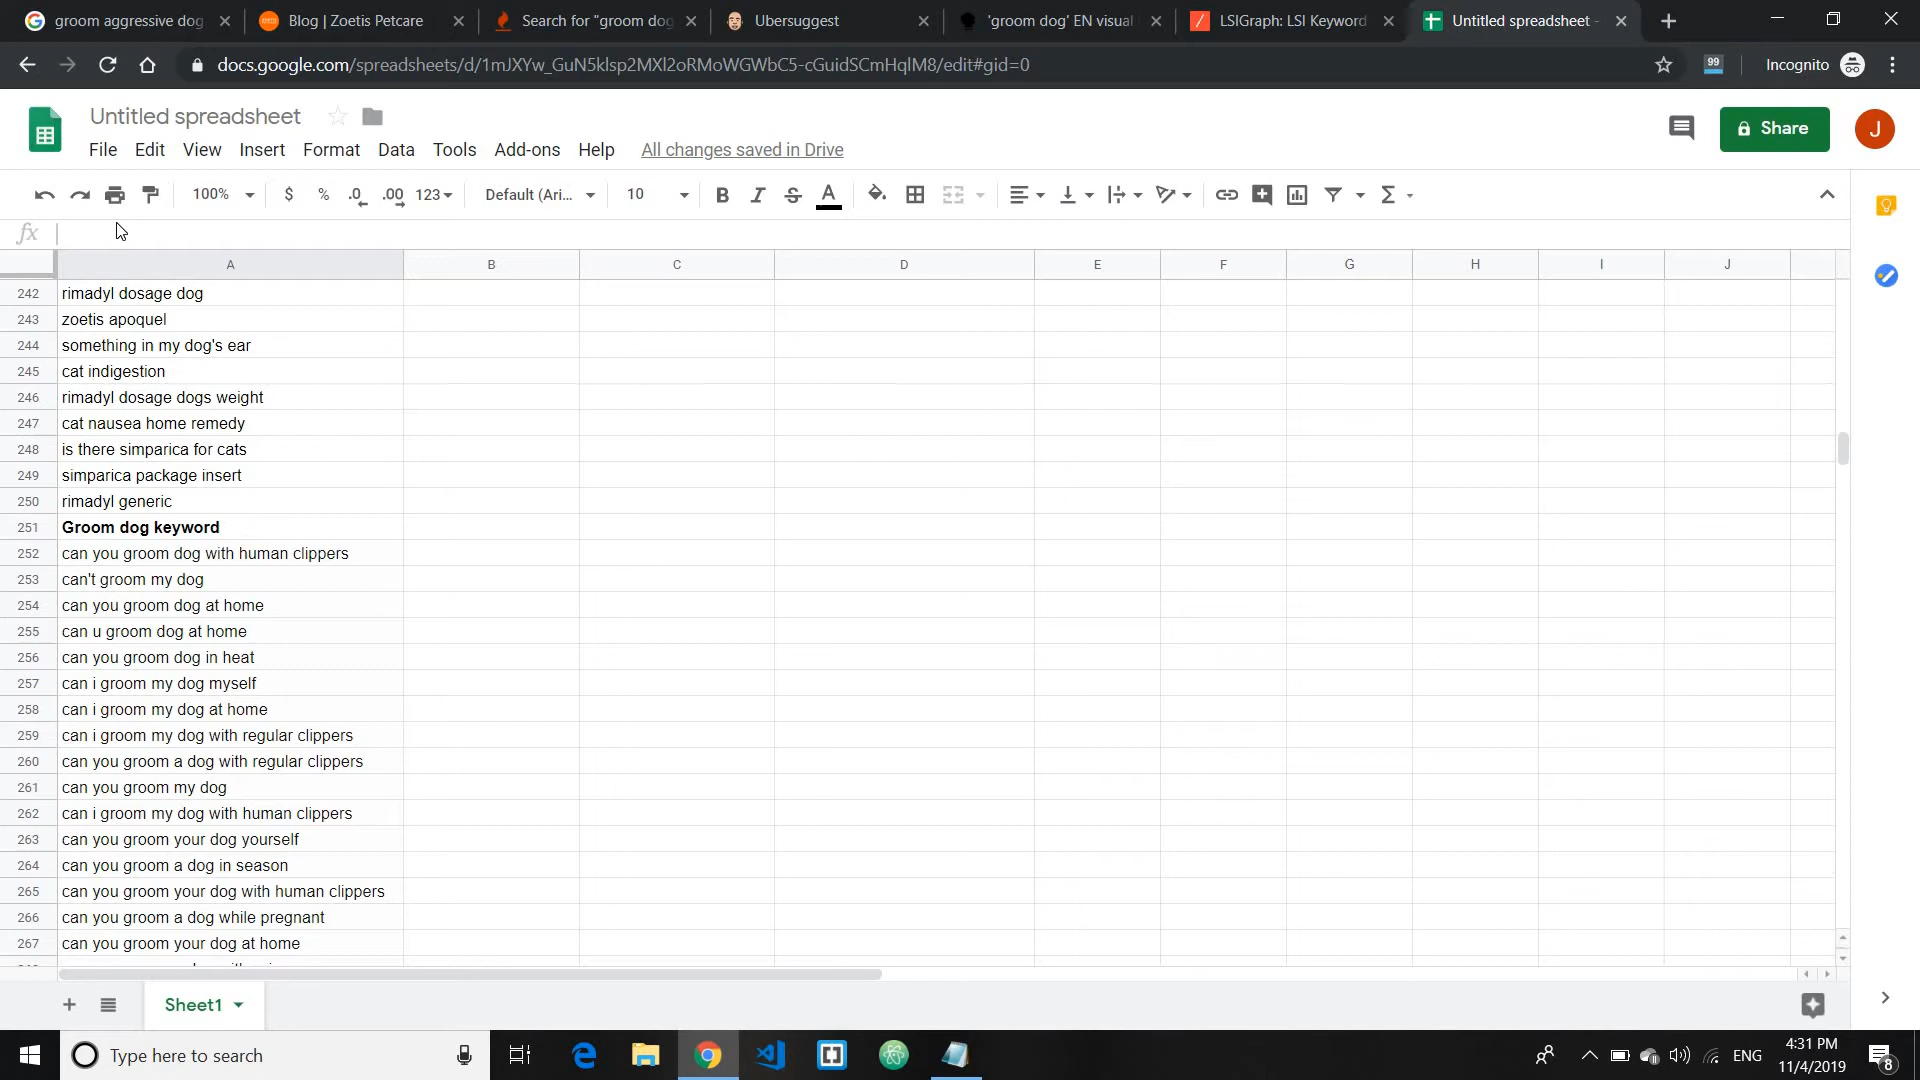 groom aggressive dog
Blog | Zoetis Petcare
Search for "groom dog
Ubersuggest
'groom dog' EN visual
LSIGraph: LSI Keyword
Untitled spreadsheet -
docs.google.com/spreadsheets/d/1mJXYw_GuN5klsp2MXl2oRMoWGWbC5-cGuidSCmHqlM8/edit#gid=0
99
Incognito
Untitled spreadsheet
Share
J
File Edit View Insert Format Data Tools Add-ons Help All changes saved in Drive
100% $ % .0 .00 123 Default (Ari... 10 B I S A Σ
fx
A B C D E F G H I J
242 rimadyl dosage dog
243 zoetis apoquel
244 something in my dog's ear
245 cat indigestion
246 rimadyl dosage dogs weight
247 cat nausea home remedy
248 is there simparica for cats
249 simparica package insert
250 rimadyl generic
251 Groom dog keyword
252 can you groom dog with human clippers
253 can't groom my dog
254 can you groom dog at home
255 can u groom dog at home
256 can you groom dog in heat
257 can i groom my dog myself
258 can i groom my dog at home
259 can i groom my dog with regular clippers
260 can you groom a dog with regular clippers
261 can you groom my dog
262 can i groom my dog with human clippers
263 can you groom your dog yourself
264 can you groom a dog in season
265 can you groom your dog with human clippers
266 can you groom a dog while pregnant
267 can you groom your dog at home
Sheet1
Type here to search
ENG
4:31 PM
11/4/2019
8